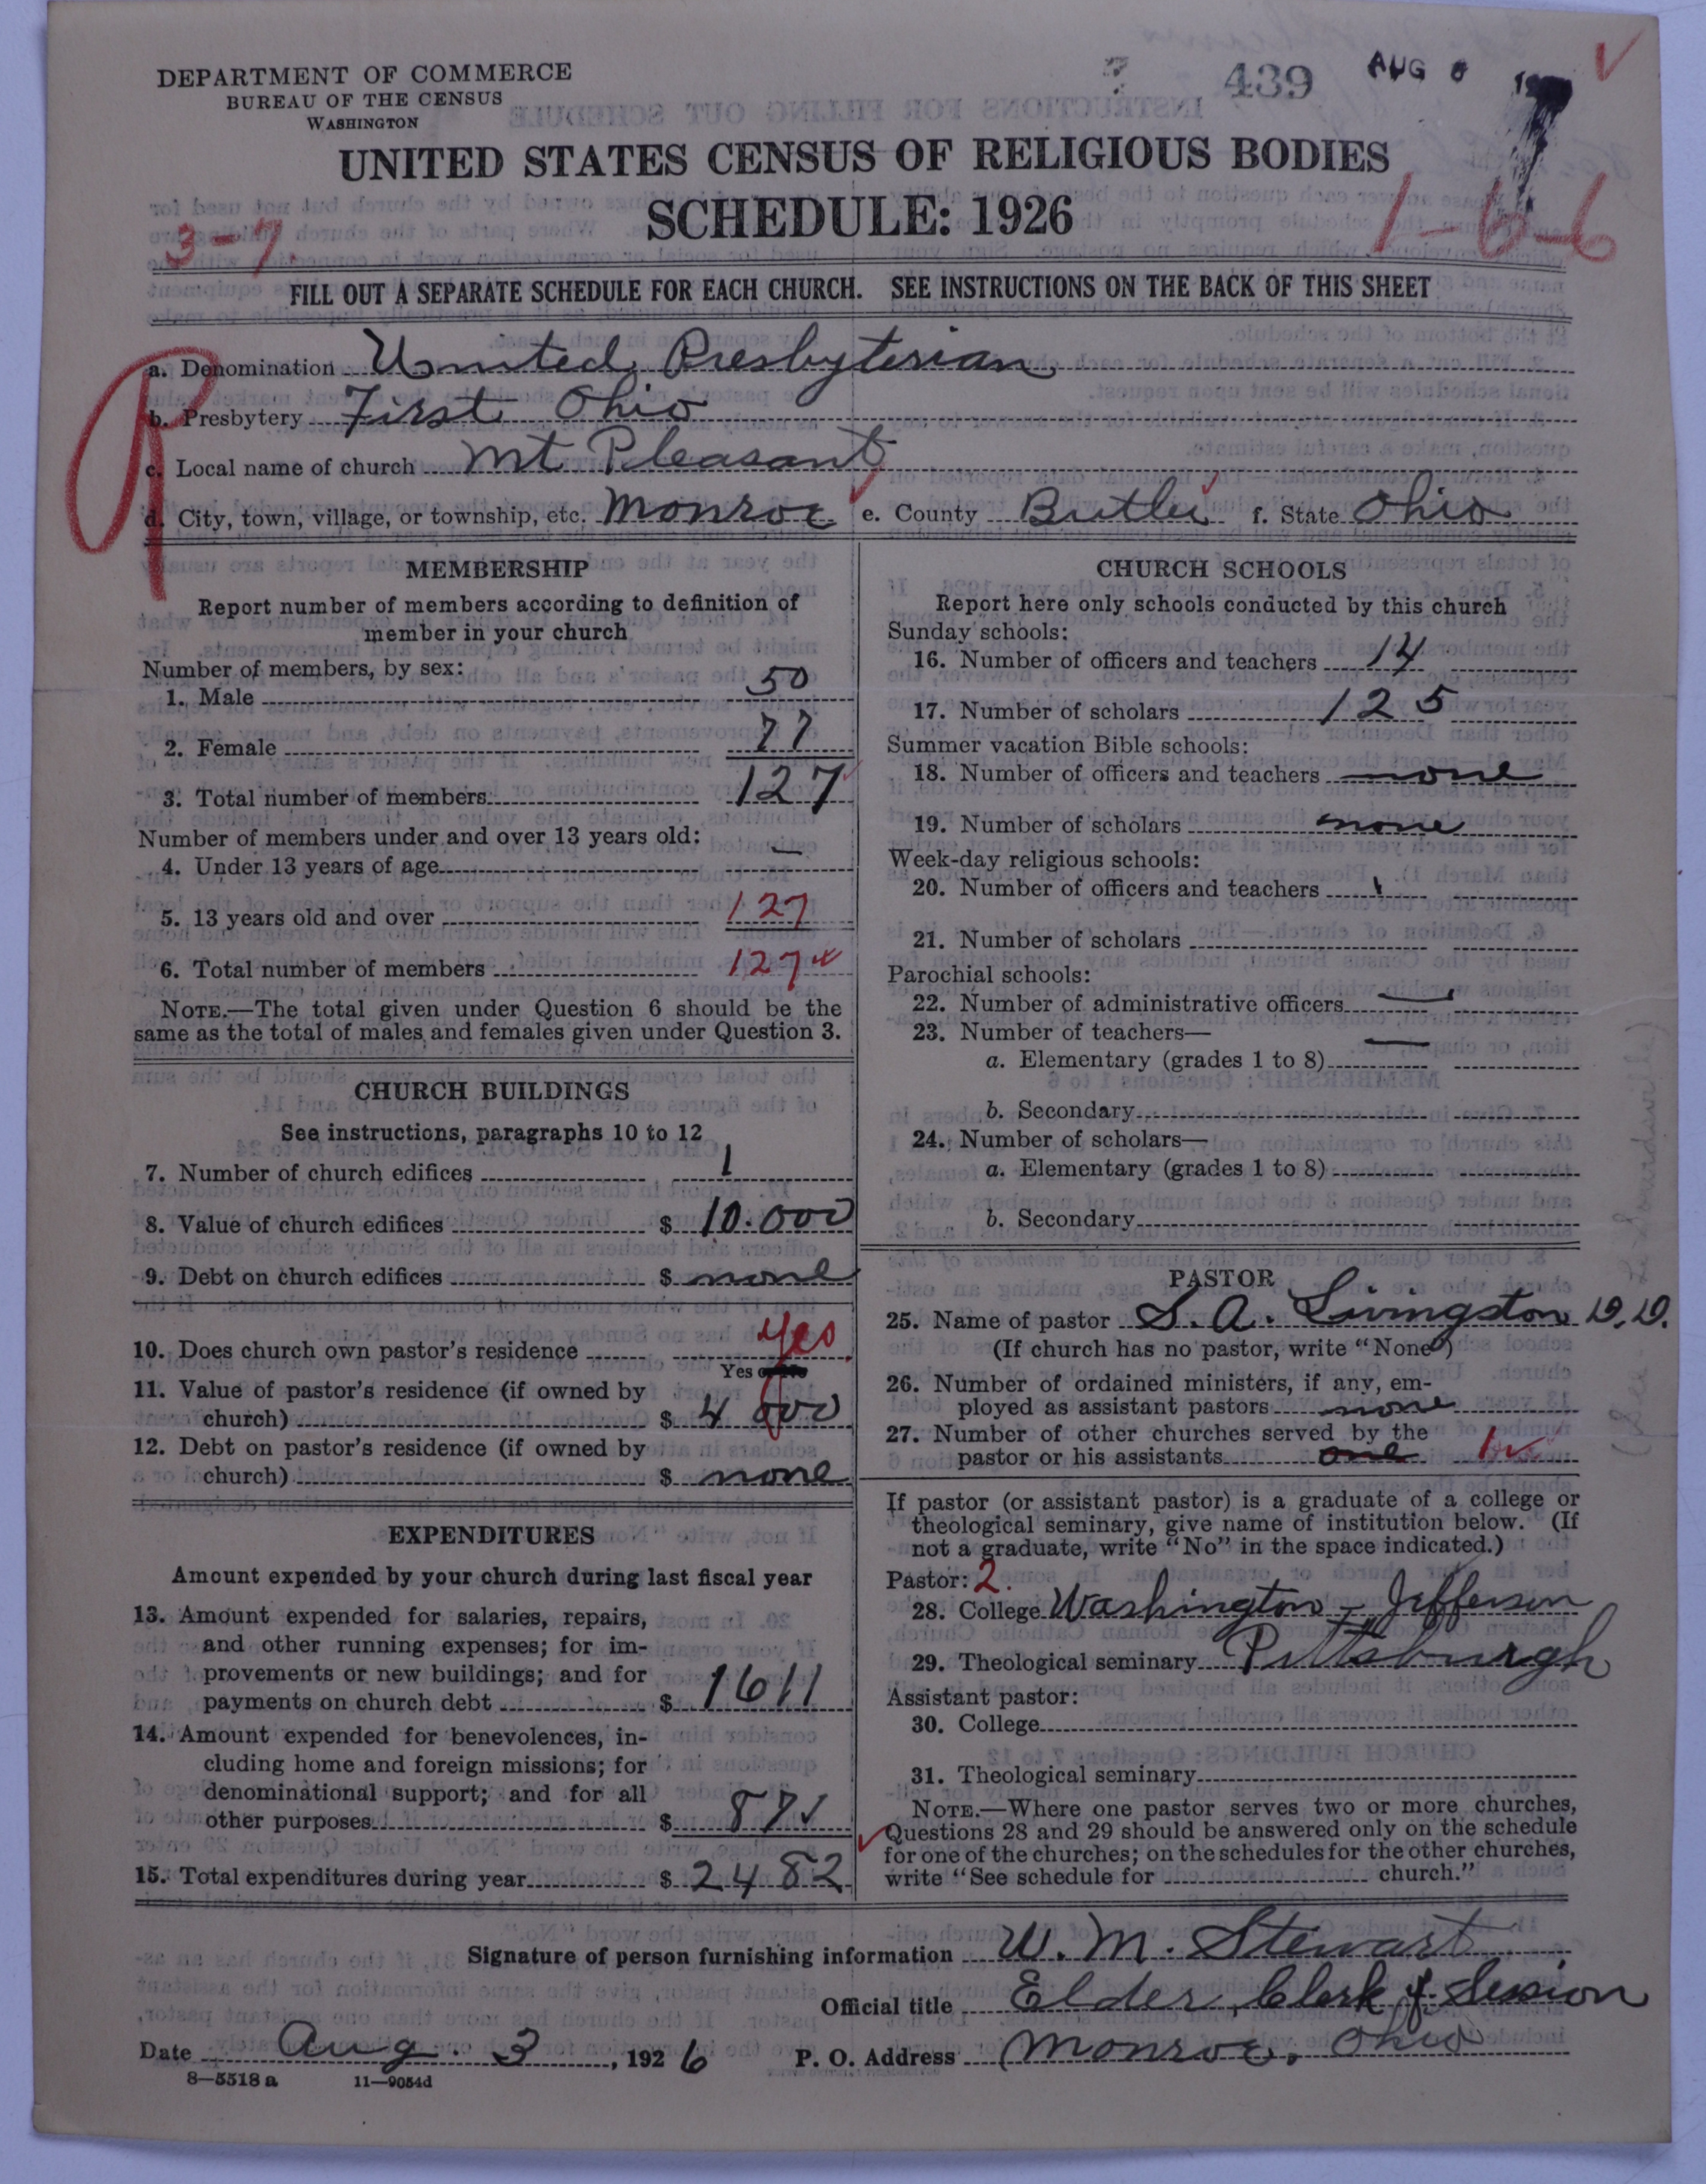 DEPARTMENT OF COMMERCE
BUREAU OF THE CENSUS
WASHINGTON
439 AUG
UNITED STATES CENSUS OF RELIGIOUS BODIES
SCHEDULE: 1926
3-7. 1-6-6
FILL OUT A SEPARATE SCHEDULE FOR EACH CHURCH. SEE INSTRUCTIONS ON THE BACK OF THIS SHEET
R
a. Denomination United Presbyterian
b. Presbytery First Ohio
c. Local name of church Mt Pleasant
d. City, town, village, or township, etc. Monroe e. County Butler f. State Ohio
MEMBERSHIP
Report number of members according to definition of
member in your church
Number of members, by sex:
1. Male 50
2. Female 77
3. Total number of members 127
Number of members under and over 13 years old:
4. Under 13 years of age —
5. 13 years old and over 127
6. Total number of members 127
NOTE.—The total given under Question 6 should be the
same as the total of males and females given under Question 3.
CHURCH BUILDINGS
See instructions, paragraphs 10 to 12
7. Number of church edifices 1
8. Value of church edifices $ 10.000
9. Debt on church edifices $ none
10. Does church own pastor's residence yes
Yes or No
11. Value of pastor's residence (if owned by
church) $ 4 000
12. Debt on pastor's residence (if owned by
church) $ none
EXPENDITURES
Amount expended by your church during last fiscal year
13. Amount expended for salaries, repairs,
and other running expenses; for im-
provements or new buildings; and for
payments on church debt $ 1611
14. Amount expended for benevolences, in-
cluding home and foreign missions; for
denominational support; and for all
other purposes $ 871
15. Total expenditures during year $ 2482
CHURCH SCHOOLS
Report here only schools conducted by this church
Sunday schools:
16. Number of officers and teachers 14
17. Number of scholars 125
Summer vacation Bible schools:
18. Number of officers and teachers none
19. Number of scholars none
Week-day religious schools:
20. Number of officers and teachers
21. Number of scholars
Parochial schools:
22. Number of administrative officers —
23. Number of teachers— —
a. Elementary (grades 1 to 8)
b. Secondary
24. Number of scholars—
a. Elementary (grades 1 to 8)
b. Secondary
PASTOR
25. Name of pastor S. A. Livingston D.D.
(If church has no pastor, write "None")
26. Number of ordained ministers, if any, em-
ployed as assistant pastors none
27. Number of other churches served by the
pastor or his assistants one 1
If pastor (or assistant pastor) is a graduate of a college or
theological seminary, give name of institution below. (If
not a graduate, write "No" in the space indicated.)
Pastor: 2.
28. College Washington – Jefferson
29. Theological seminary Pittsburgh
Assistant pastor:
30. College
31. Theological seminary
NOTE.—Where one pastor serves two or more churches,
Questions 28 and 29 should be answered only on the schedule
for one of the churches; on the schedules for the other churches,
write "See schedule for church."
Signature of person furnishing information W. M. Stewart
Official title Elder, Clerk of Session
Date Aug. 3, 1926 P. O. Address Monroe, Ohio
8—5518 a 11—9054d